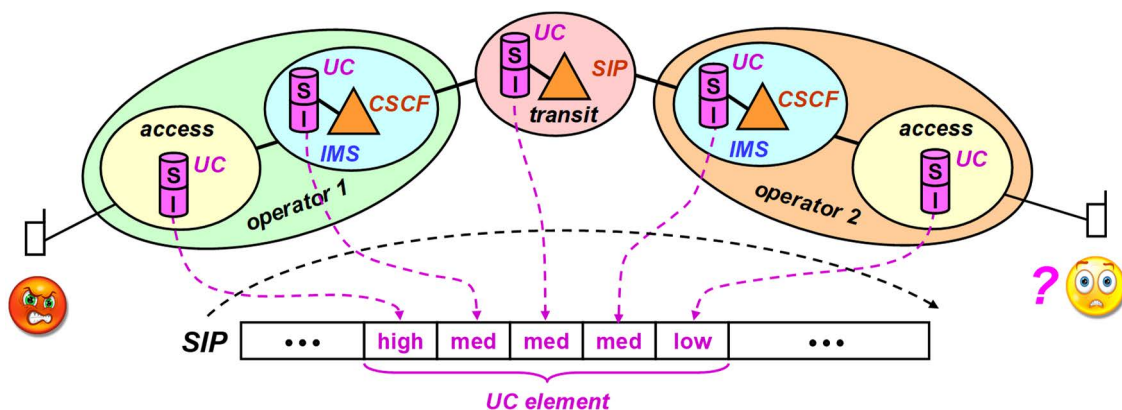 UC
S
I
CSCF
IMS
access
UC
S
I
operator 1
UC
S
I
SIP
transit
UC
S
I
CSCF
IMS
access
UC
S
I
operator 2
?
SIP ••• high med med med low •••
UC element